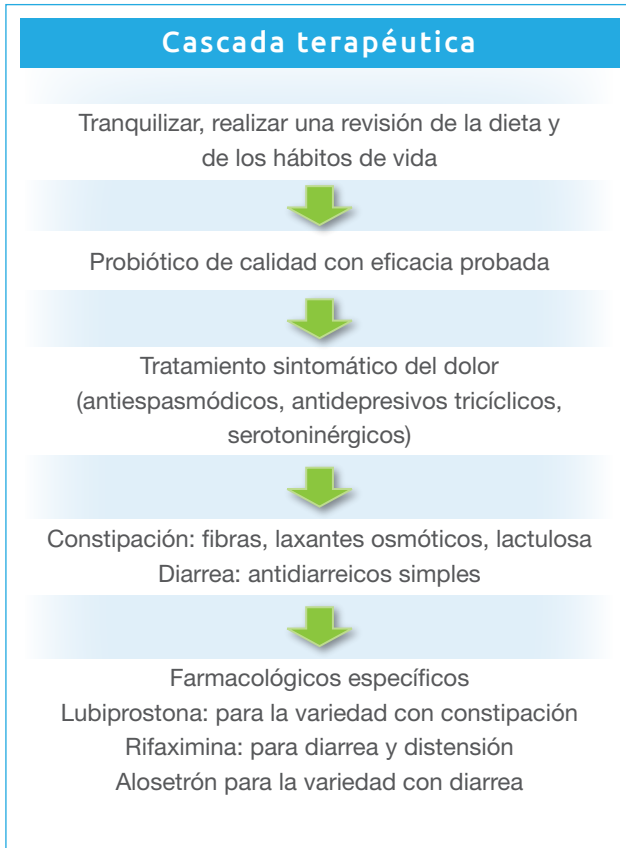 Cascada terapéutica
Tranquilizar, realizar una revisión de la dieta y
de los hábitos de vida
Probiótico de calidad con eficacia probada
Tratamiento sintomático del dolor
(antiespasmódicos, antidepresivos tricíclicos,
serotoninérgicos)
Constipación: fibras, laxantes osmóticos, lactulosa
Diarrea: antidiarreicos simples
Farmacológicos específicos
Lubiprostona: para la variedad con constipación
Rifaximina: para diarrea y distensión
Alosetrón para la variedad con diarrea